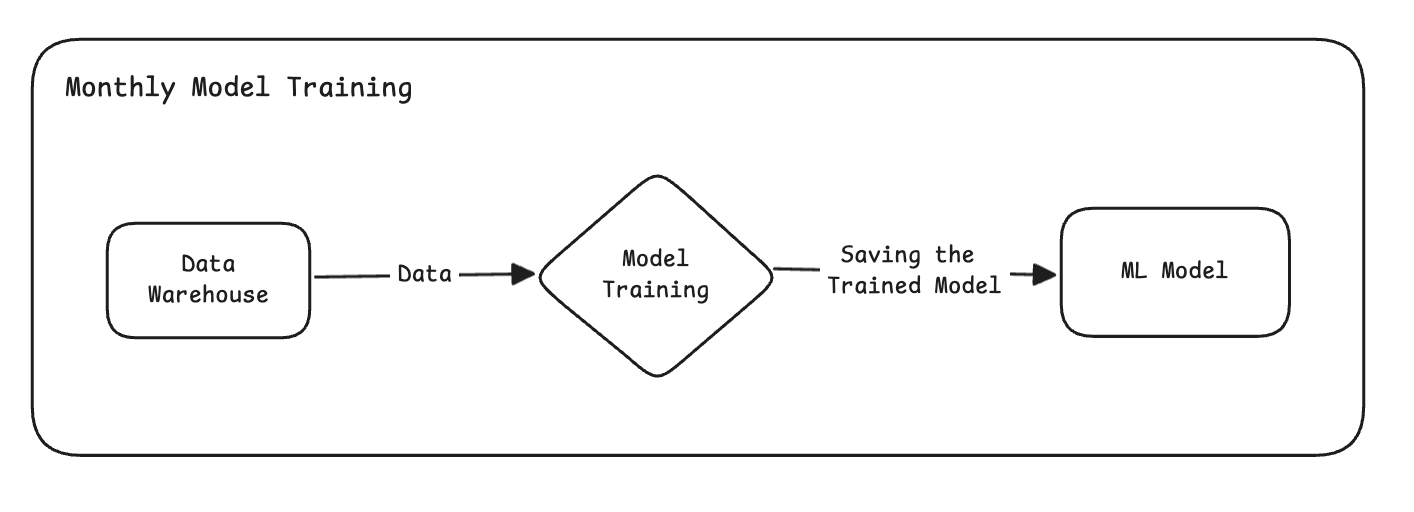 Monthly Model Training
Data
Warehouse
Data
Model
Training
Saving the
Trained Model
ML Model